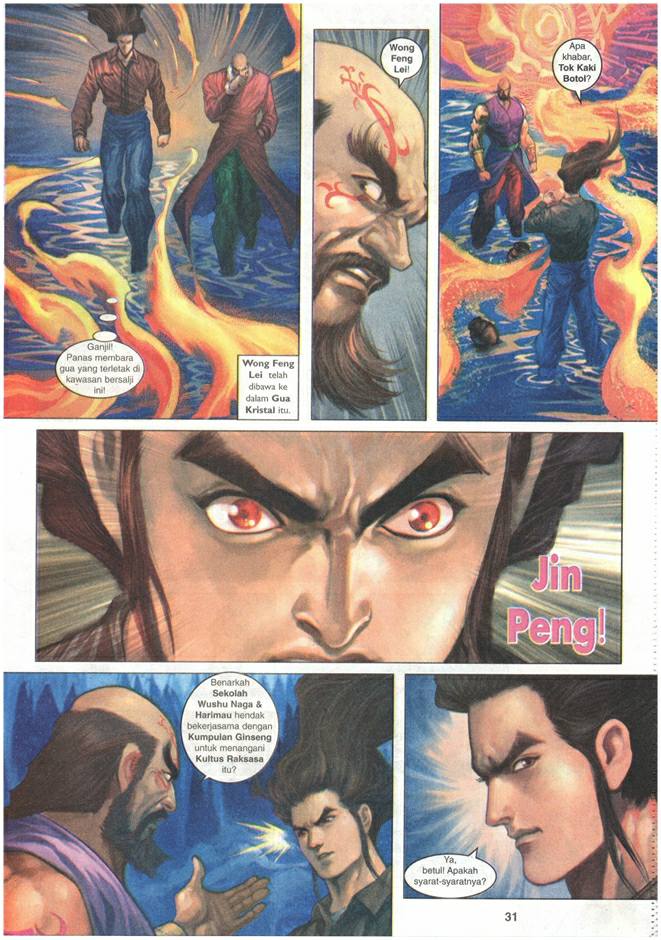 Ganjil!
Panas membara
gua yang terletak di
kawasan bersalji
ini!
Wong Feng
Lei telah
dibawa ke
dalam Gua
Kristal itu.
Wong
Feng
Lei!
Apa
khabar,
Tok Kaki
Botol?
Jin
Peng!
Benarkah
Sekolah
Wushu Naga &
Harimau hendak
bekerjasama dengan
Kumpulan Ginseng
untuk menangani
Kultus Raksasa
itu?
Ya,
betul! Apakah
syarat-syaratnya?
31